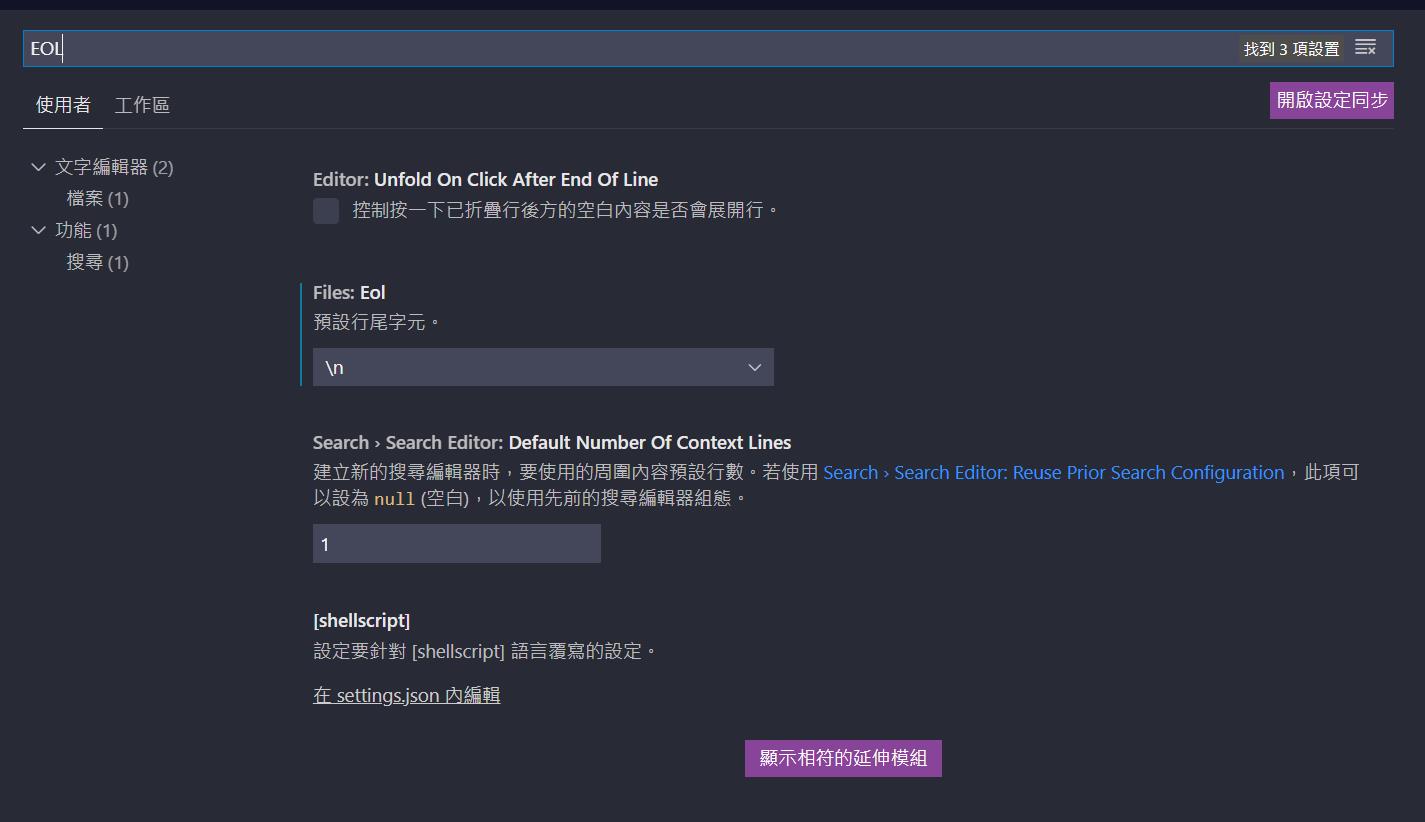 EOL
找到 3 項設置
使用者
工作區
開啟設定同步
文字編輯器 (2)
檔案 (1)
功能 (1)
搜尋 (1)
Editor: Unfold On Click After End Of Line
控制按一下已折疊行後方的空白內容是否會展開行。
Files: Eol
預設行尾字元。
\n
Search › Search Editor: Default Number Of Context Lines
建立新的搜尋編輯器時，要使用的周圍內容預設行數。若使用 Search › Search Editor: Reuse Prior Search Configuration，此項可
以設為 null (空白)，以使用先前的搜尋編輯器組態。
1
[shellscript]
設定要針對 [shellscript] 語言覆寫的設定。
在 settings.json 內編輯
顯示相符的延伸模組